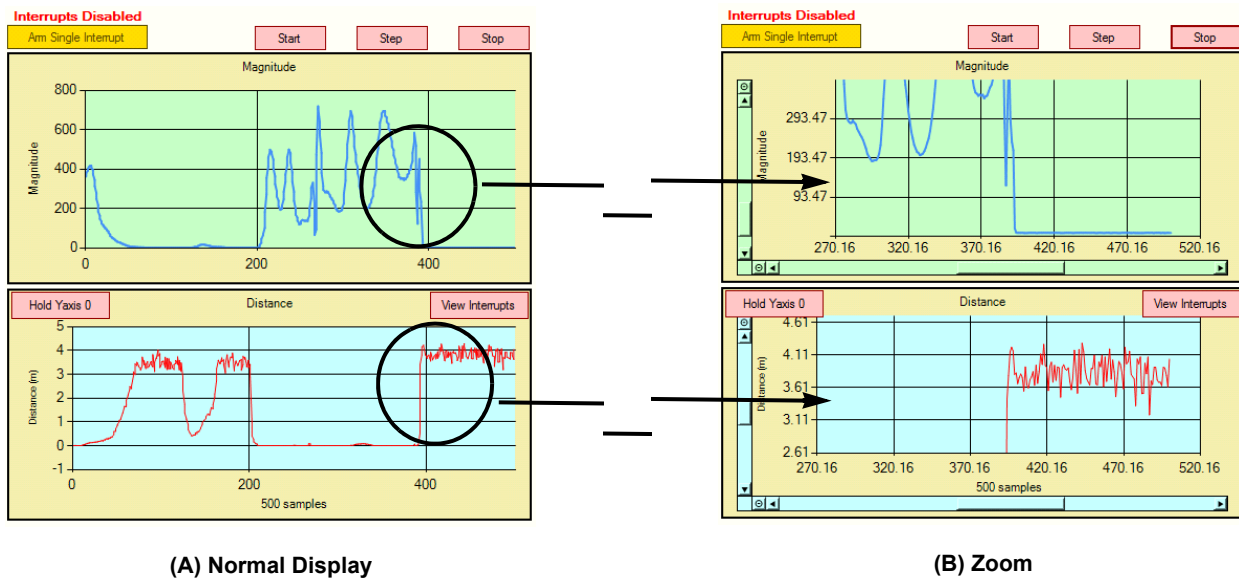 Interrupts Disabled
Arm Single Interrupt
Start
Step
Stop
Magnitude
Magnitude
800
600
400
200
0
0 200 400
Hold Yaxis 0
Distance
View Interrupts
Distance (m)
5
4
3
2
1
0
-1
0 200 400
500 samples
(A) Normal Display
Interrupts Disabled
Arm Single Interrupt
Start
Step
Stop
Magnitude
Magnitude
293.47
193.47
93.47
270.16 320.16 370.16 420.16 470.16 520.16
Hold Yaxis 0
Distance
View Interrupts
Distance (m)
4.61
4.11
3.61
3.11
2.61
270.16 320.16 370.16 420.16 470.16 520.16
500 samples
(B) Zoom